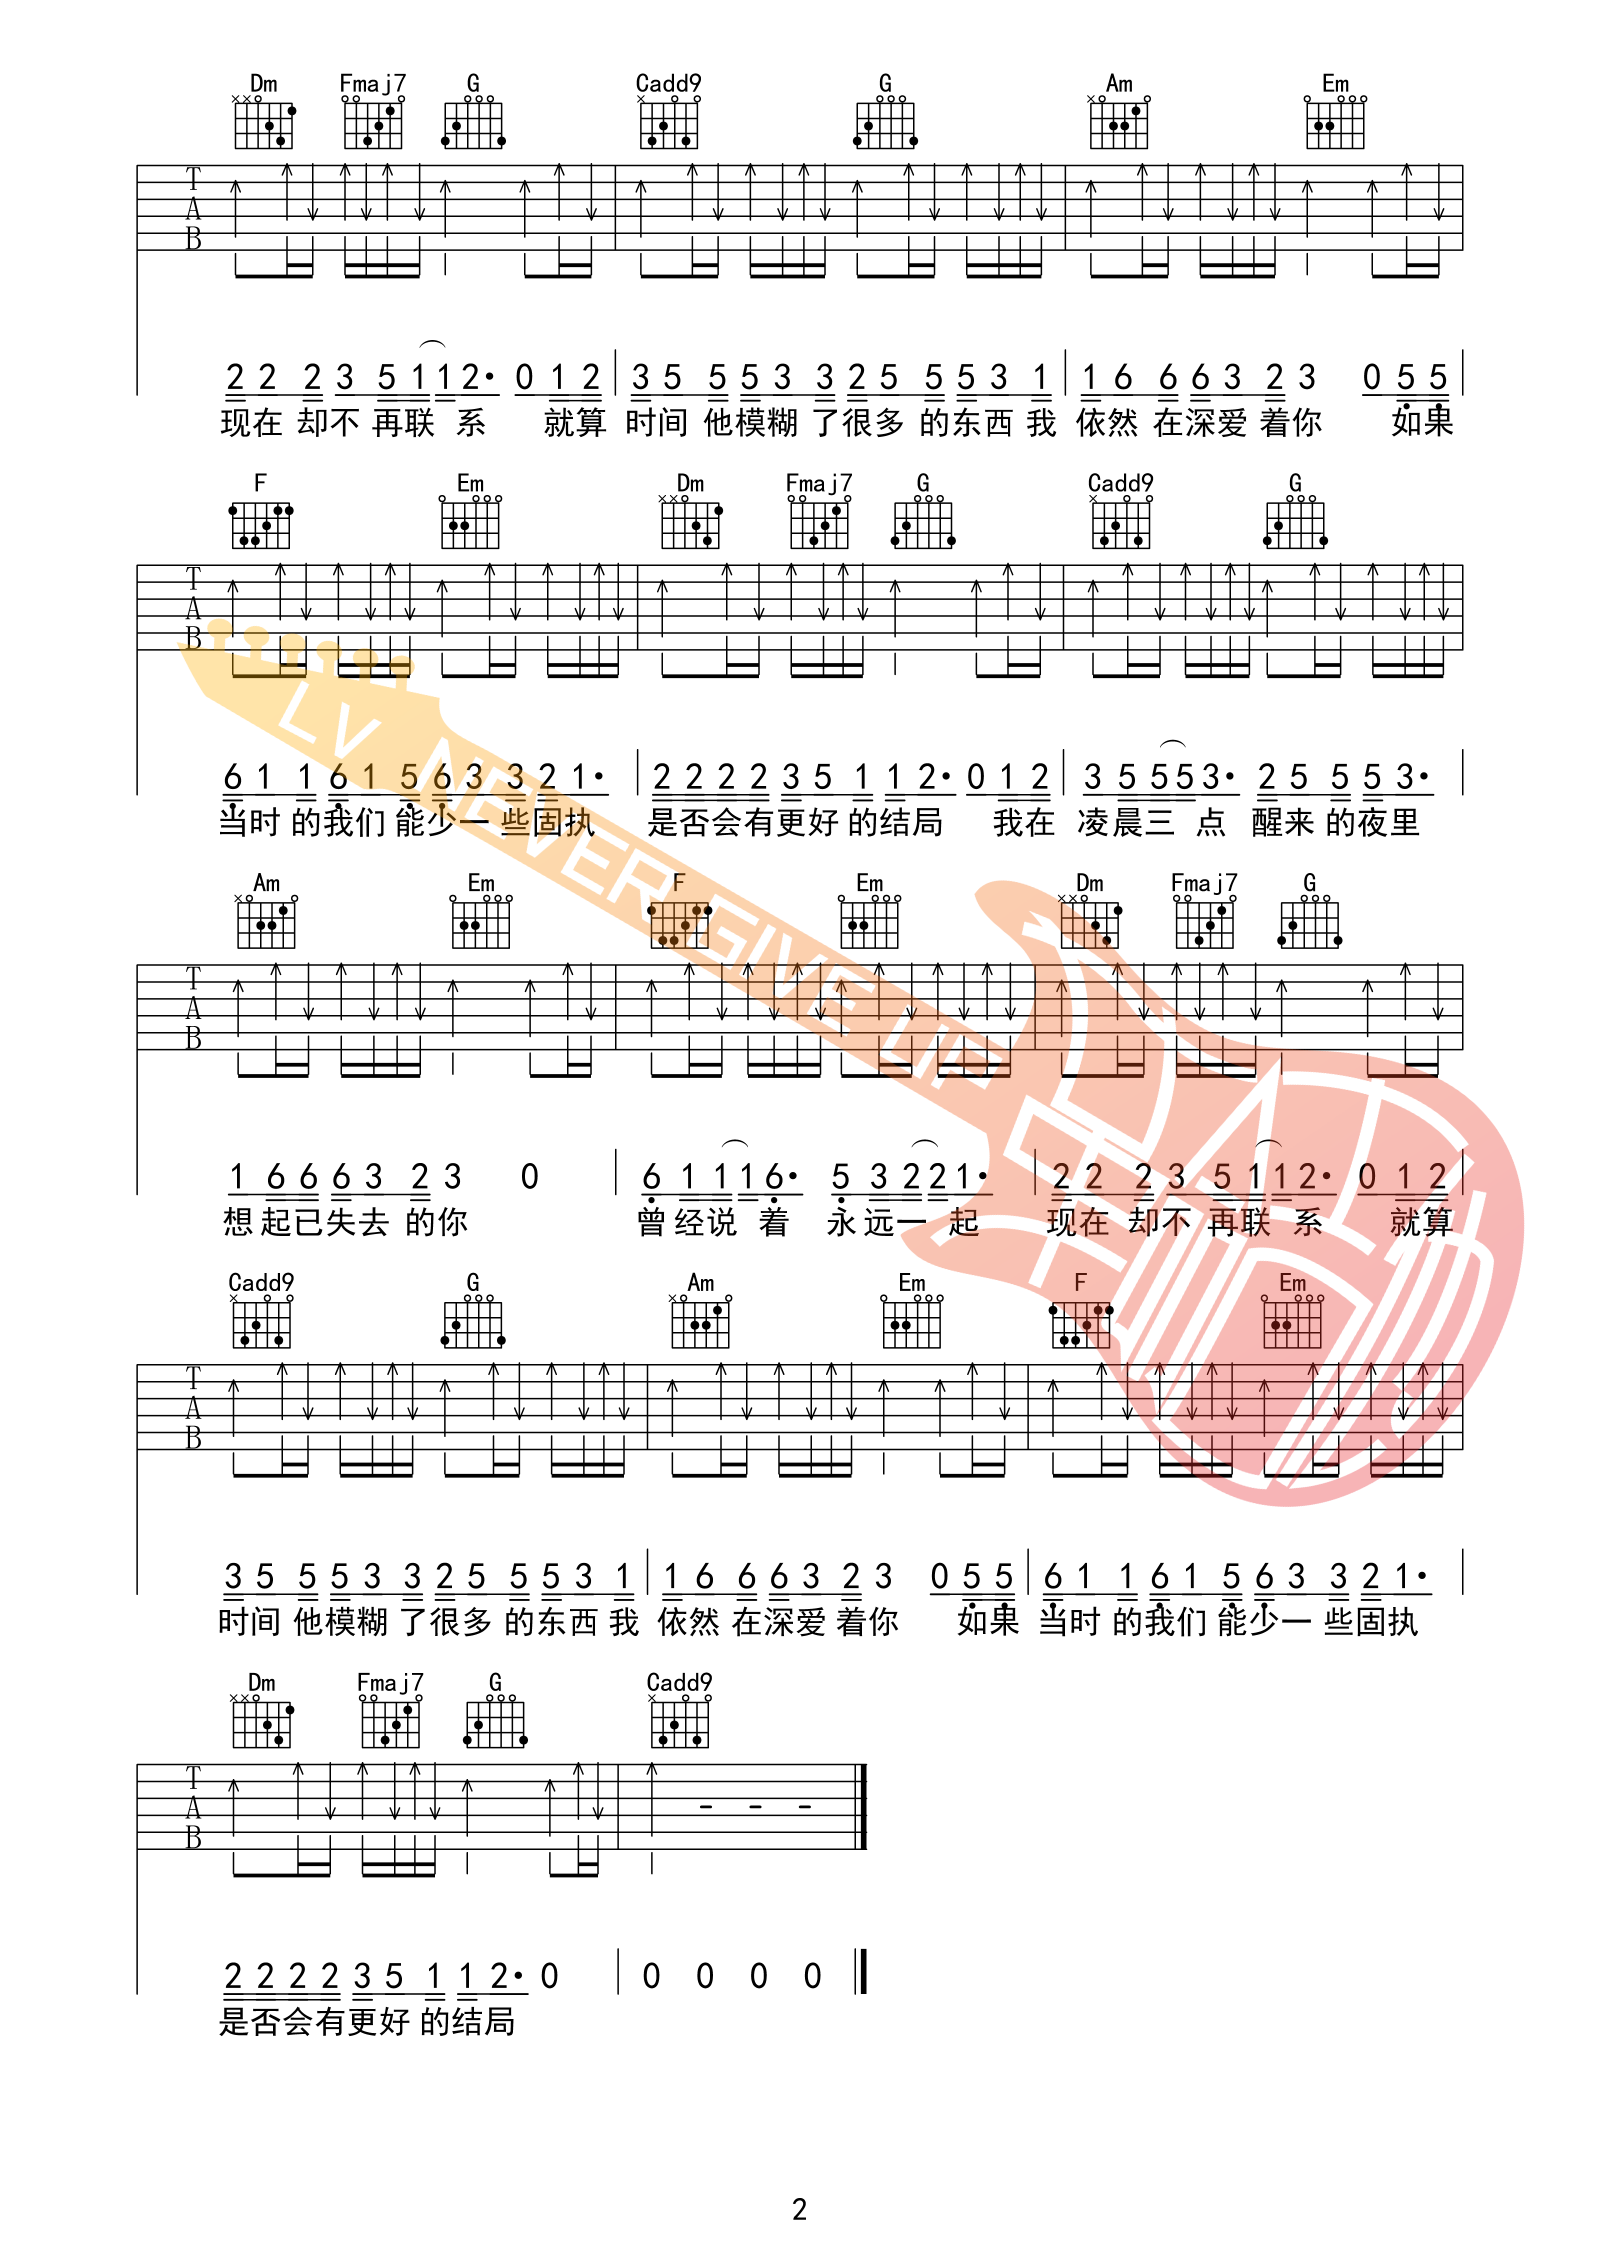 Dm Fmaj7 G Cadd9 G Am Em
T
A
B
2 2 2 3 5 1 1 2· 0 1 2 3 5 5 5 3 3 2 5 5 5 3 1 1 6 6 6 3 2 3 0 5 5
现在 却不 再联 系 就算 时间 他模糊 了很多 的东西 我 依然 在深爱 着你 如果
F Em Dm Fmaj7 G Cadd9 G
T
A
B
6 1 1 6 1 5 6 3 3 2 1· 2 2 2 2 3 5 1 1 2· 0 1 2 3 5 5 5 3· 2 5 5 5 3·
当时 的我们 能少一 些固执 是否会有更好 的结局 我在 凌晨三 点 醒来 的夜里
LV NEVER GIVE UP
Am Em F Em Dm Fmaj7 G
T
A
B
1 6 6 6 3 2 3 0 6 1 1 1 6· 5 3 2 2 1· 2 2 2 3 5 1 1 2· 0 1 2
想 起已失去 的你 曾 经说 着 永 远一 起 现在 却不 再联 系 就算
Cadd9 G Am Em F Em
T
A
B
3 5 5 5 3 3 2 5 5 5 3 1 1 6 6 6 3 2 3 0 5 5 6 1 1 6 1 5 6 3 3 2 1·
时间 他模糊 了很多 的东西 我 依然 在深爱 着你 如果 当时 的我们 能少一 些固执
Dm Fmaj7 G Cadd9
T
A
B
2 2 2 2 3 5 1 1 2· 0 0 0 0 0
是否会有更好 的结局
2